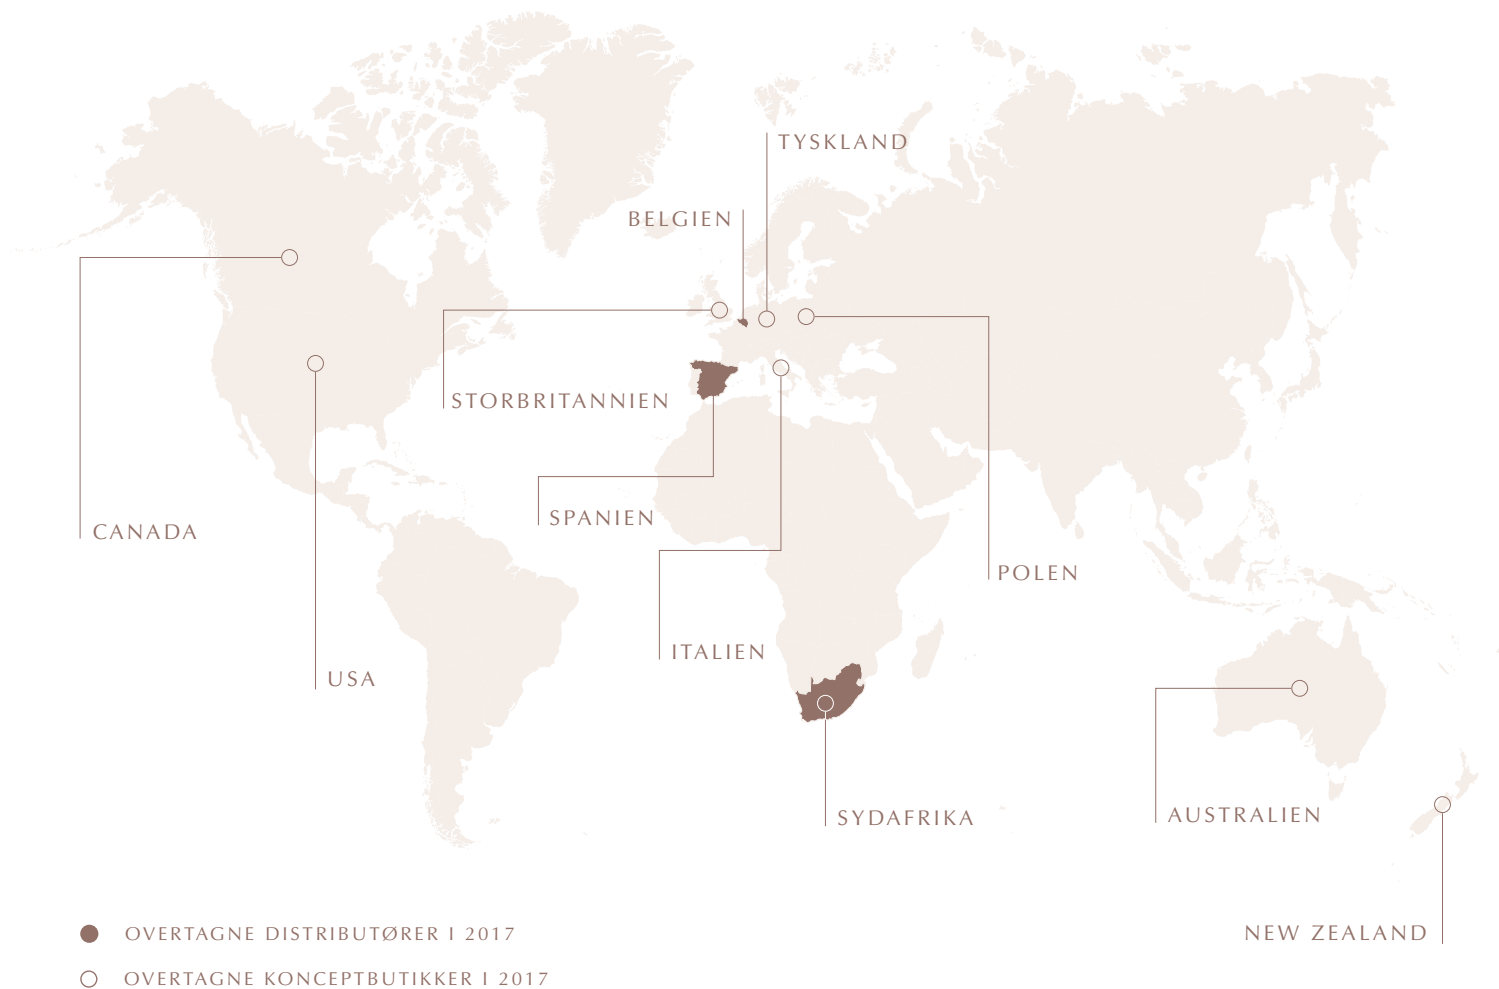 TYSKLAND
BELGIEN
STORBRITANNIEN
SPANIEN
CANADA
POLEN
ITALIEN
USA
SYDAFRIKA
AUSTRALIEN
NEW ZEALAND
OVERTAGNE DISTRIBUTØRER I 2017
OVERTAGNE KONCEPTBUTIKKER I 2017